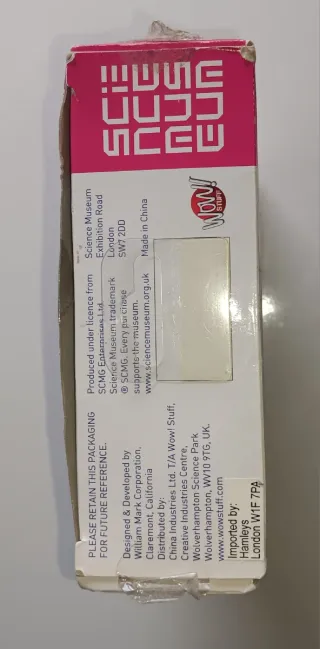 SCIENCE
MUSEUM
PLEASE RETAIN THIS PACKAGING
FOR FUTURE REFERENCE.
Designed & Developed by
William Mark Corporation,
Claremont, California
Distributed by:
China Industries Ltd. T/A Wow! Stuff,
Creative Industries Centre,
Wolverhampton Science Park
Wolverhampton, WV10 9TG, UK.
www.wowstuff.com
Imported by:
Hamleys
London W1F 7PA
Produced under licence from
SCMG Enterprises Ltd.
Science Museum trademark
® SCMG. Every purchase
supports the museum.
www.sciencemuseum.org.uk
Science Museum
Exhibition Road
London
SW7 2DD
Made in China
WOW!
STUFF